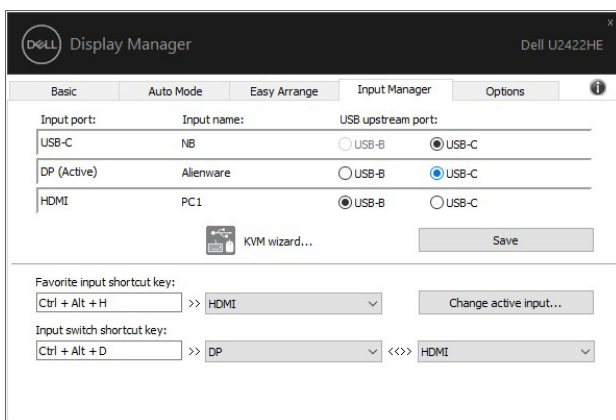 x
DELL Display Manager Dell U2422HE
Basic Auto Mode Easy Arrange Input Manager Options i
Input port: Input name: USB upstream port:
USB-C NB USB-B USB-C
DP (Active) Alienware USB-B USB-C
HDMI PC1 USB-B USB-C
KVM wizard... Save
Favorite input shortcut key:
Ctrl + Alt + H >> HDMI Change active input...
Input switch shortcut key:
Ctrl + Alt + D >> DP <<>> HDMI